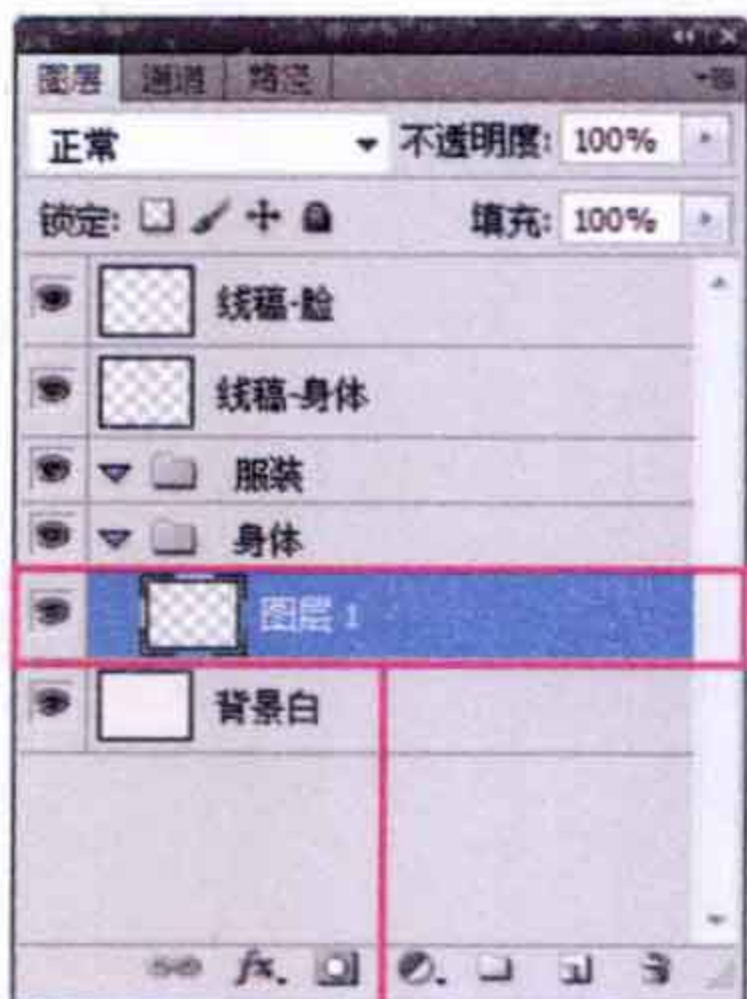 图层 通道 路径
正常 不透明度: 100%
锁定: 填充: 100%
线稿-脸
线稿-身体
服装
身体
图层 1
背景白
fx.